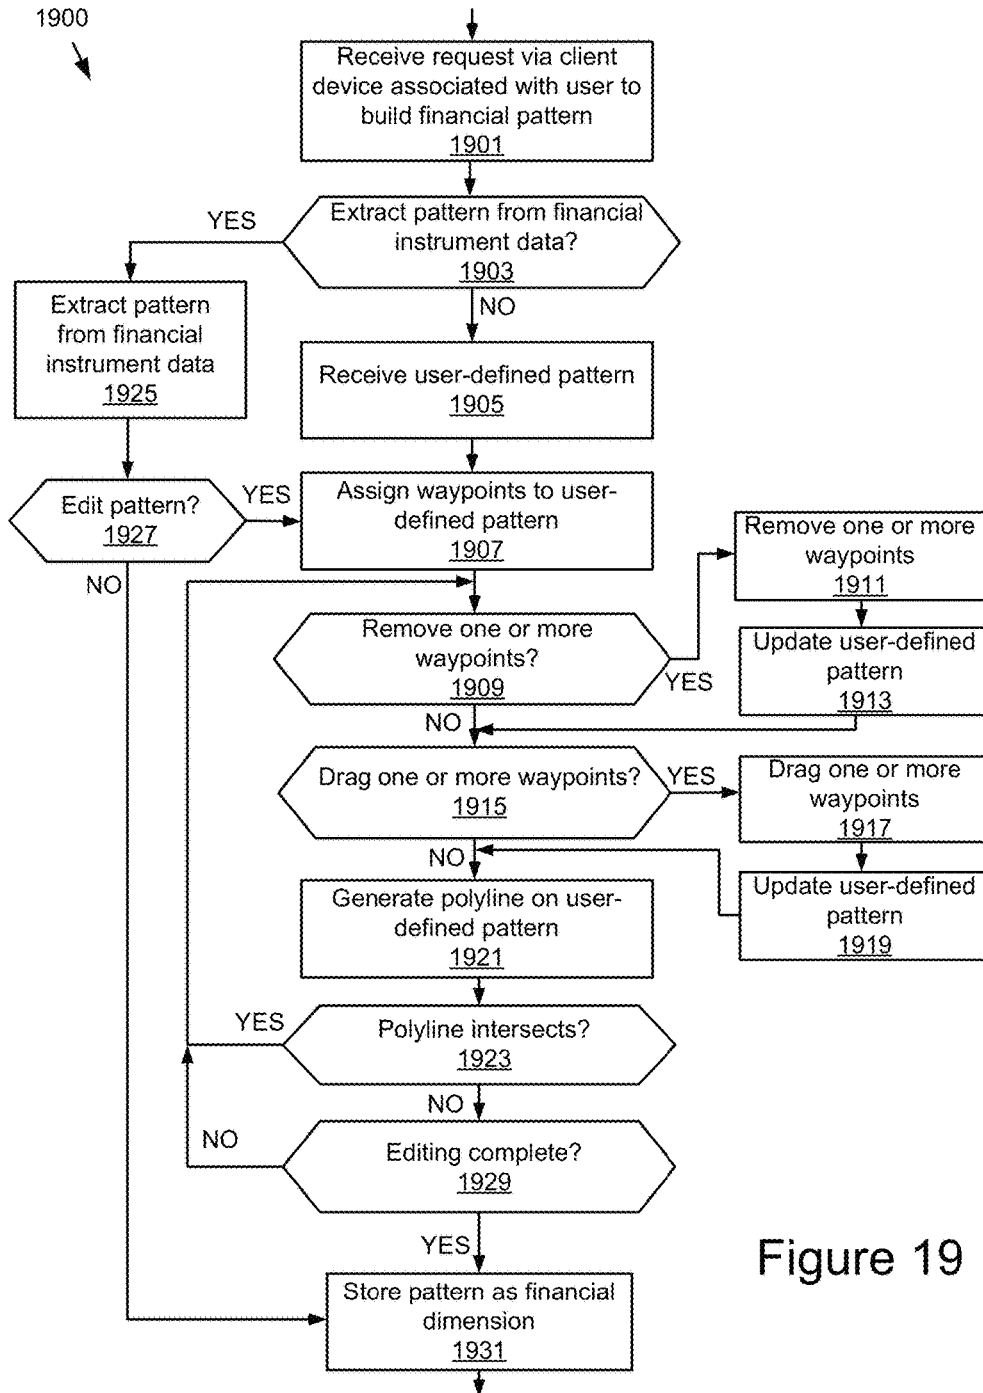 1900
Receive request via client
device associated with user to
build financial pattern
1901
YES
Extract pattern from financial
instrument data?
1903
NO
Extract pattern
from financial
instrument data
1925
Receive user-defined pattern
1905
Edit pattern?
1927
YES
NO
Assign waypoints to user-
defined pattern
1907
Remove one or more
waypoints
1911
Remove one or more
waypoints?
1909
YES
NO
Update user-defined
pattern
1913
Drag one or more waypoints?
1915
YES
NO
Drag one or more
waypoints
1917
Update user-defined
pattern
1919
Generate polyline on user-
defined pattern
1921
YES
Polyline intersects?
1923
NO
NO
Editing complete?
1929
YES
Store pattern as financial
dimension
1931
Figure 19